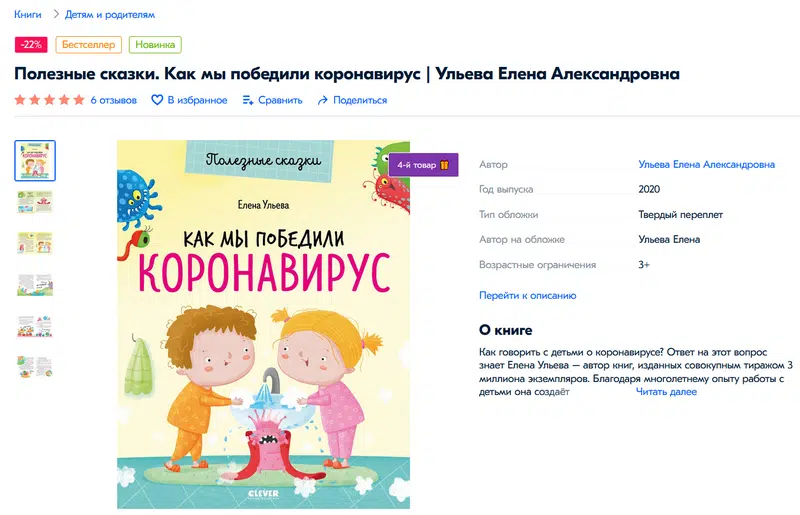 Книги
Детям и родителям
-22%
Бестселлер
Новинка
Полезные сказки. Как мы победили коронавирус | Ульева Елена Александровна
6 отзывов
В избранное
Сравнить
Поделиться
Полезные сказки
Елена Ульева
КАК МЫ ПОБЕДИЛИ
КОРОНАВИРУС
CLEVER
4-й товар
Автор
Ульева Елена Александровна
Год выпуска
2020
Тип обложки
Твердый переплет
Автор на обложке
Ульева Елена
Возрастные ограничения
3+
Перейти к описанию
О книге
Как говорить с детьми о коронавирусе? Ответ на этот вопрос
знает Елена Ульева — автор книг, изданных совокупным тиражом 3
миллиона экземпляров. Благодаря многолетнему опыту работы с
детьми она создаёт
Читать далее